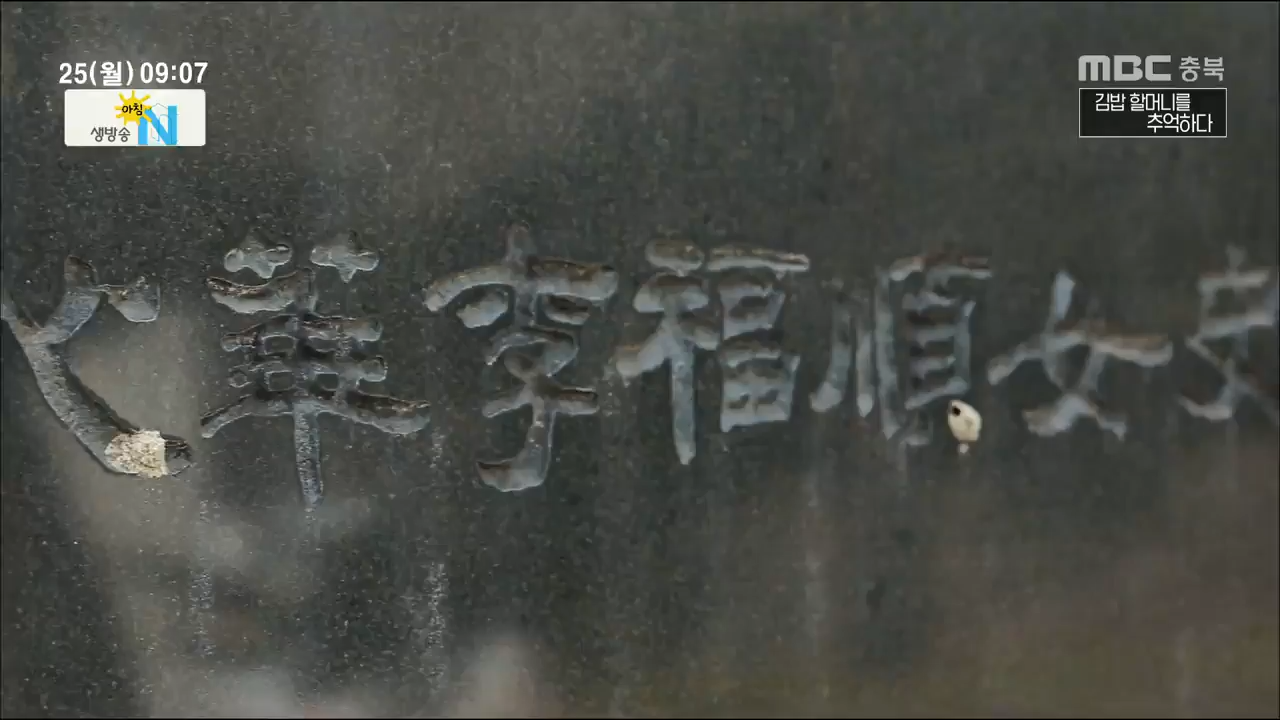 25(월) 09:07
생방송 아침 N
MBC 충북
김밥 할머니를
추억하다
心華李福順女史